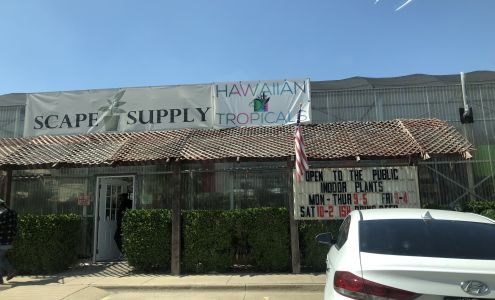 SCAPE SUPPLY
HAWAIIAN
TROPICALS
OPEN TO THE PUBLIC
INDOOR PLANTS
MON - THUR 9-5 FRI 9-4
SAT 10-2